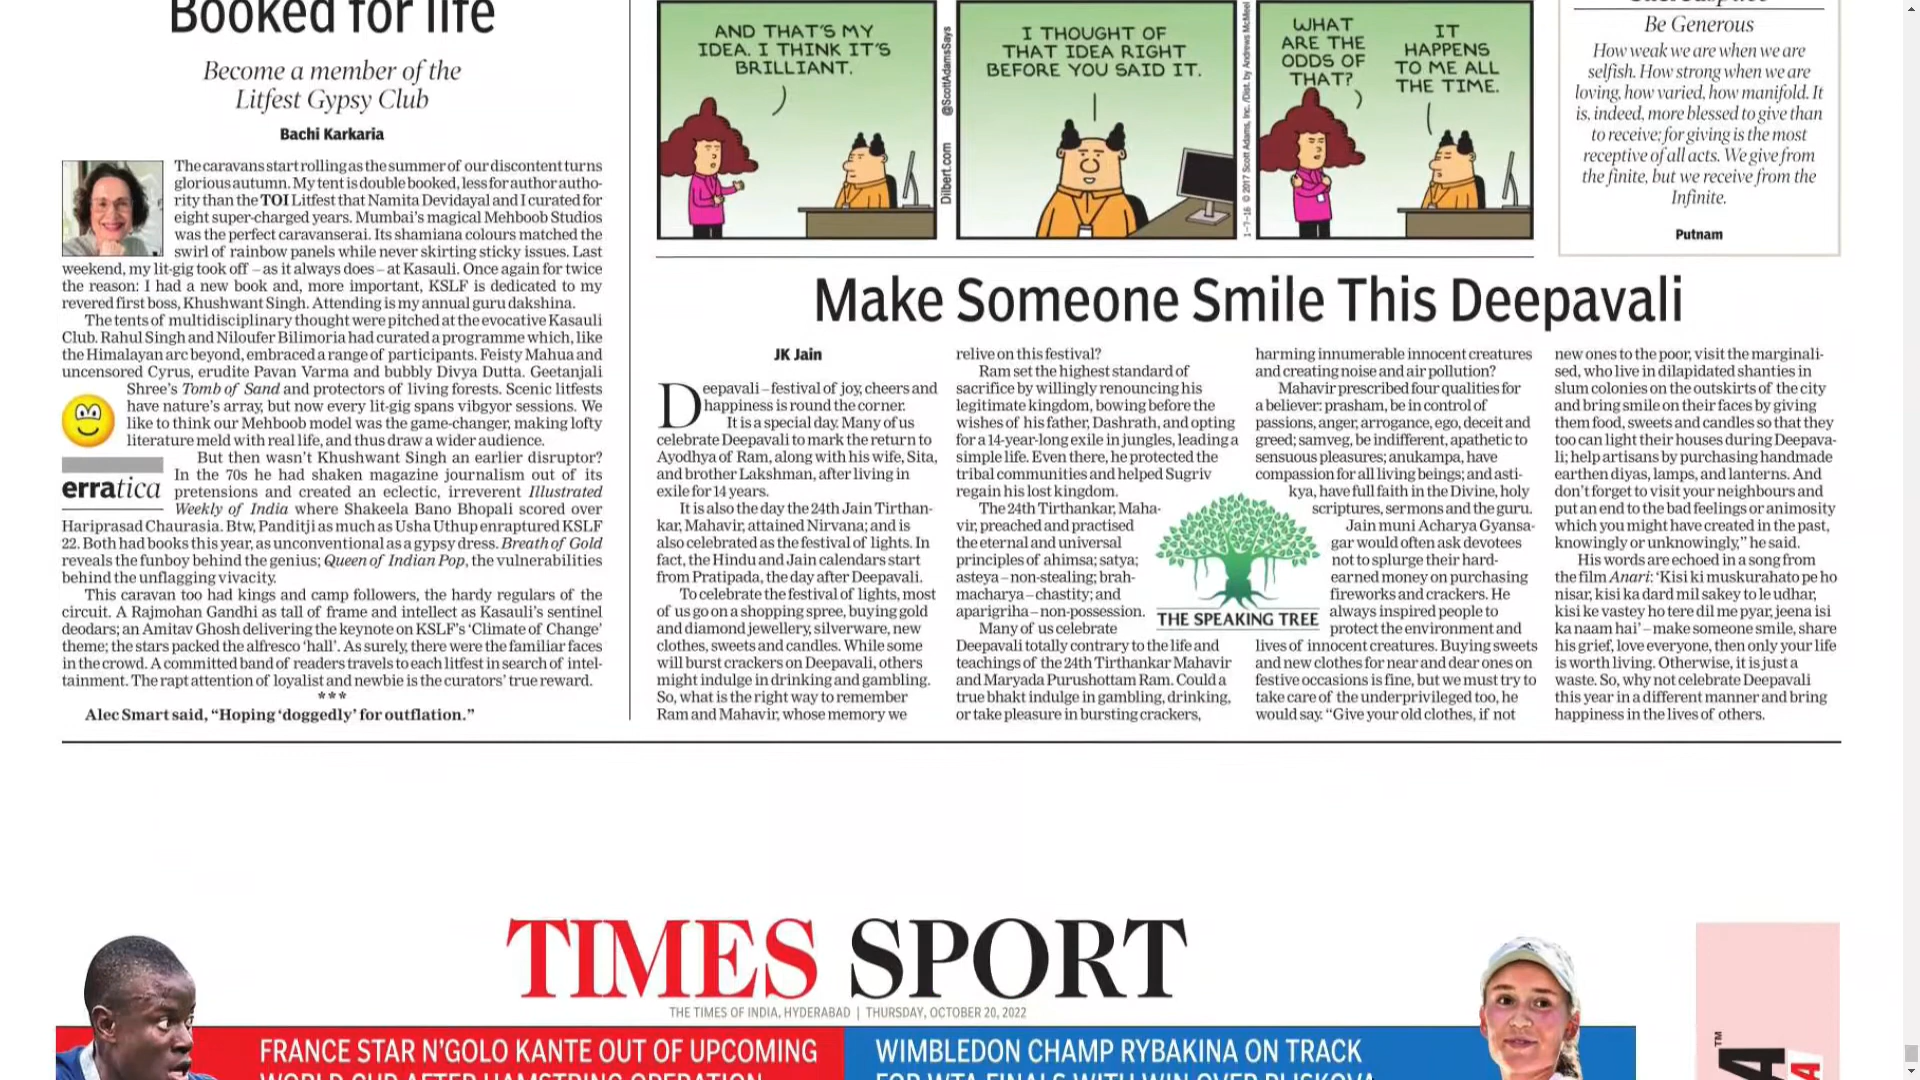 Booked for life
Become a member of the
Litfest Gypsy Club
Bachi Karkaria
The caravans start rolling as the summer of our discontent turns
glorious autumn. My tent is double booked, less for author autho-
rity than the TOI Litfest that Namita Devidayal and I curated for
eight super-charged years. Mumbai's magical Mehboob Studios
was the perfect caravanserai. Its shamiana colours matched the
swirl of rainbow panels while never skirting sticky issues. Last
weekend, my lit-gig took off – as it always does – at Kasauli. Once again for twice
the reason: I had a new book and, more important, KSLF is dedicated to my
revered first boss, Khushwant Singh. Attending is my annual guru dakshina.
The tents of multidisciplinary thought were pitched at the evocative Kasauli
Club. Rahul Singh and Niloufer Bilimoria had curated a programme which, like
the Himalayan arc beyond, embraced a range of participants. Feisty Mahua and
uncensored Cyrus, erudite Pavan Varma and bubbly Divya Dutta. Geetanjali
Shree's Tomb of Sand and protectors of living forests. Scenic litfests
have nature's array, but now every lit-gig spans vibgyor sessions. We
like to think our Mehboob model was the game-changer, making lofty
literature meld with real life, and thus draw a wider audience.
But then wasn't Khushwant Singh an earlier disruptor?
In the 70s he had shaken magazine journalism out of its
pretensions and created an eclectic, irreverent Illustrated
Weekly of India where Shakeela Bano Bhopali scored over
erratica
Hariprasad Chaurasia. Btw, Panditji as much as Usha Uthup enraptured KSLF
22. Both had books this year, as unconventional as a gypsy dress. Breath of Gold
reveals the funboy behind the genius; Queen of Indian Pop, the vulnerabilities
behind the unflagging vivacity.
This caravan too had kings and camp followers, the hardy regulars of the
circuit. A Rajmohan Gandhi as tall of frame and intellect as Kasauli's sentinel
deodars; an Amitav Ghosh delivering the keynote on KSLF's 'Climate of Change'
theme; the stars packed the alfresco 'hall'. As surely, there were the familiar faces
in the crowd. A committed band of readers travels to each litfest in search of intel-
tainment. The rapt attention of loyalist and newbie is the curators' true reward.
***
Alec Smart said, "Hoping 'doggedly' for outflation."
AND THAT'S MY
IDEA. I THINK IT'S
BRILLIANT.
Dilbert.com @ScottAdamsSays
I THOUGHT OF
THAT IDEA RIGHT
BEFORE YOU SAID IT.
1-7-16 © 2017 Scott Adams, Inc. /Dist. by Andrews McMeel
WHAT
ARE THE
ODDS OF
THAT?
IT
HAPPENS
TO ME ALL
THE TIME.
Be Generous
How weak we are when we are
selfish. How strong when we are
loving, how varied, how manifold. It
is, indeed, more blessed to give than
to receive; for giving is the most
receptive of all acts. We give from
the finite, but we receive from the
Infinite.
Putnam
Make Someone Smile This Deepavali
JK Jain
Deepavali – festival of joy, cheers and
happiness is round the corner.
It is a special day. Many of us
celebrate Deepavali to mark the return to
Ayodhya of Ram, along with his wife, Sita,
and brother Lakshman, after living in
exile for 14 years.
It is also the day the 24th Jain Tirthan-
kar, Mahavir, attained Nirvana; and is
also celebrated as the festival of lights. In
fact, the Hindu and Jain calendars start
from Pratipada, the day after Deepavali.
To celebrate the festival of lights, most
of us go on a shopping spree, buying gold
and diamond jewellery, silverware, new
clothes, sweets and candles. While some
will burst crackers on Deepavali, others
might indulge in drinking and gambling.
So, what is the right way to remember
Ram and Mahavir, whose memory we
relive on this festival?
Ram set the highest standard of
sacrifice by willingly renouncing his
legitimate kingdom, bowing before the
wishes of his father, Dashrath, and opting
for a 14-year-long exile in jungles, leading a
simple life. Even there, he protected the
tribal communities and helped Sugriv
regain his lost kingdom.
The 24th Tirthankar, Maha-
vir, preached and practised
the eternal and universal
principles of ahimsa; satya;
asteya – non-stealing; brah-
macharya – chastity; and
aparigriha – non-possession.
Many of us celebrate
Deepavali totally contrary to the life and
teachings of the 24th Tirthankar Mahavir
and Maryada Purushottam Ram. Could a
true bhakt indulge in gambling, drinking,
or take pleasure in bursting crackers,
THE SPEAKING TREE
harming innumerable innocent creatures
and creating noise and air pollution?
Mahavir prescribed four qualities for
a believer: prasham, be in control of
passions, anger, arrogance, ego, deceit and
greed; samveg, be indifferent, apathetic to
sensuous pleasures; anukampa, have
compassion for all living beings; and asti-
kya, have full faith in the Divine, holy
scriptures, sermons and the guru.
Jain muni Acharya Gyansa-
gar would often ask devotees
not to splurge their hard-
earned money on purchasing
fireworks and crackers. He
always inspired people to
protect the environment and
lives of innocent creatures. Buying sweets
and new clothes for near and dear ones on
festive occasions is fine, but we must try to
take care of the underprivileged too, he
would say. "Give your old clothes, if not
new ones to the poor, visit the marginali-
sed, who live in dilapidated shanties in
slum colonies on the outskirts of the city
and bring smile on their faces by giving
them food, sweets and candles so that they
too can light their houses during Deepava-
li; help artisans by purchasing handmade
earthen diyas, lamps, and lanterns. And
don't forget to visit your neighbours and
put an end to the bad feelings or animosity
which you might have created in the past,
knowingly or unknowingly," he said.
His words are echoed in a song from
the film Anari: 'Kisi ki muskurahato pe ho
nisar, kisi ka dard mil sakey to le udhar,
kisi ke vastey ho tere dil me pyar, jeena isi
ka naam hai' – make someone smile, share
his grief, love everyone, then only your life
is worth living. Otherwise, it is just a
waste. So, why not celebrate Deepavali
this year in a different manner and bring
happiness in the lives of others.
TIMES SPORT
THE TIMES OF INDIA, HYDERABAD | THURSDAY, OCTOBER 20, 2022
FRANCE STAR N'GOLO KANTE OUT OF UPCOMING
WORLD CUP AFTER HAMSTRING OPERATION
WIMBLEDON CHAMP RYBAKINA ON TRACK
FOR WTA FINALS WITH WIN OVER PLISKOVA